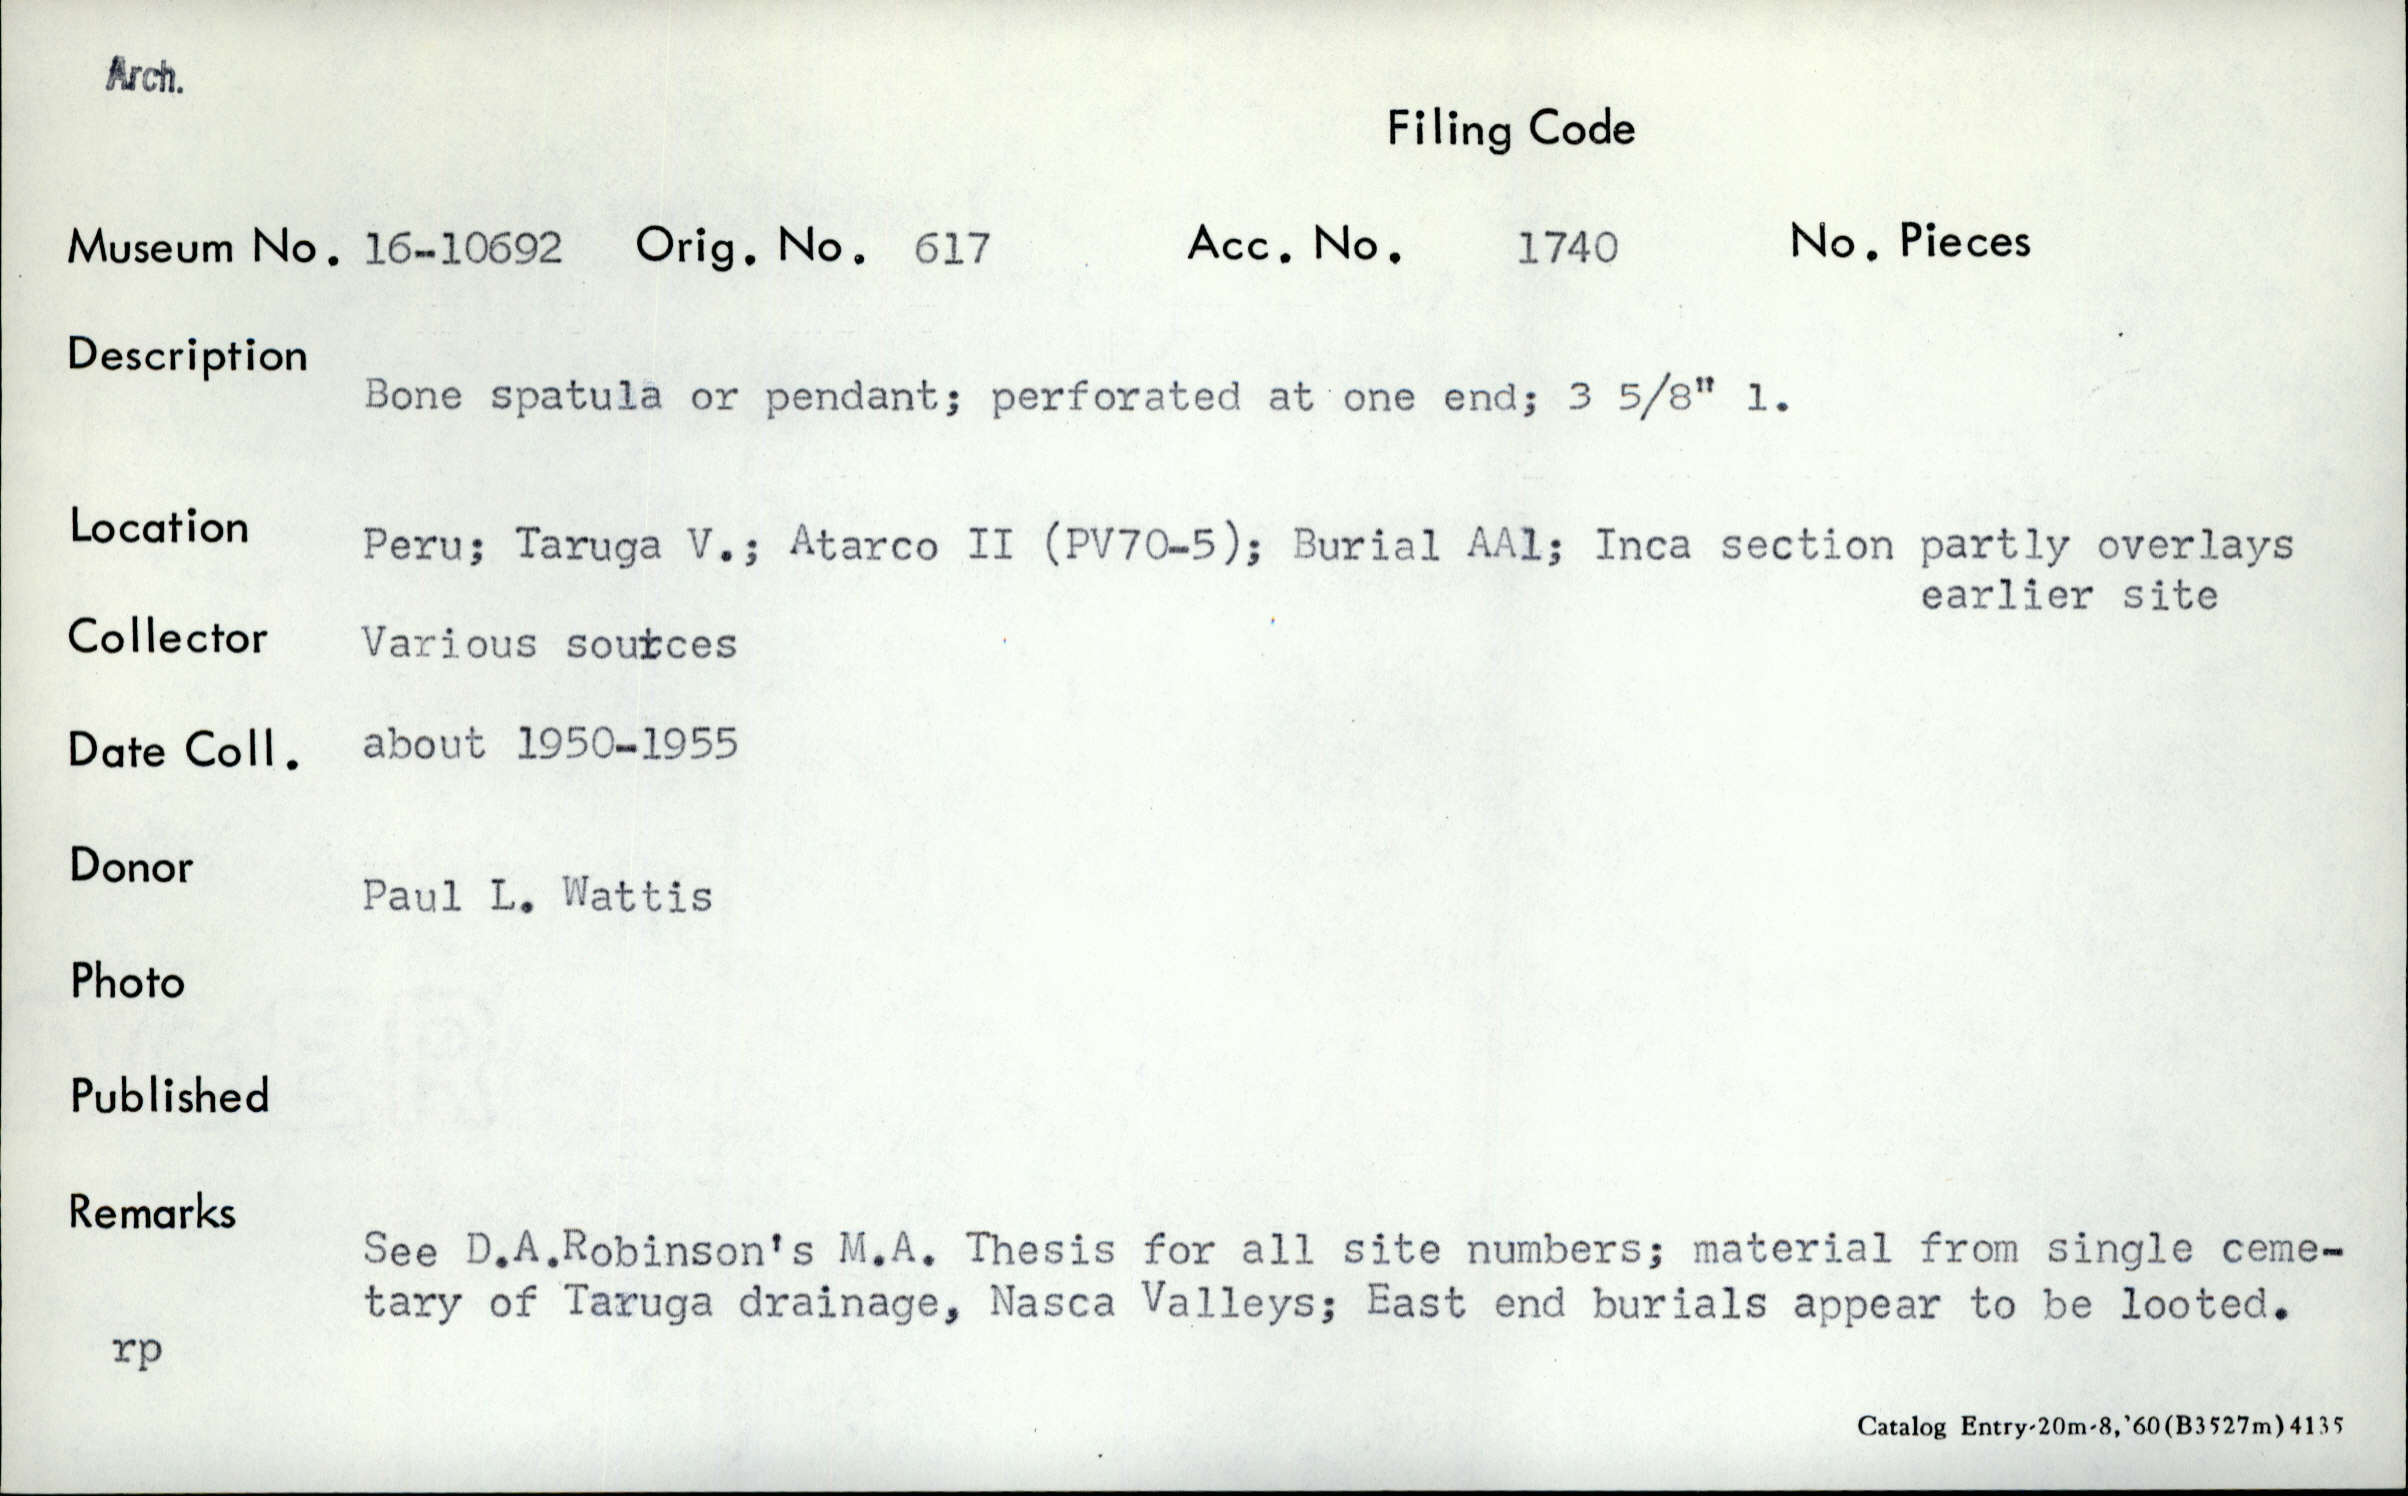 Arch.
Filing Code
Museum No. 16-10692 Orig. No. 617 Acc. No. 1740 No. Pieces
Description
Bone spatula or pendant; perforated at one end; 3 5/8" l.
Location Peru; Taruga V.; Atarco II (PV70-5); Burial AA1; Inca section partly overlays
earlier site
Collector Various sources
Date Coll. about 1950-1955
Donor
Paul L. Wattis
Photo
Published
Remarks
See D.A.Robinson's M.A. Thesis for all site numbers; material from single ceme-
tary of Taruga drainage, Nasca Valleys; East end burials appear to be looted.
rp
Catalog Entry-20m-8,'60(B3527m)4135